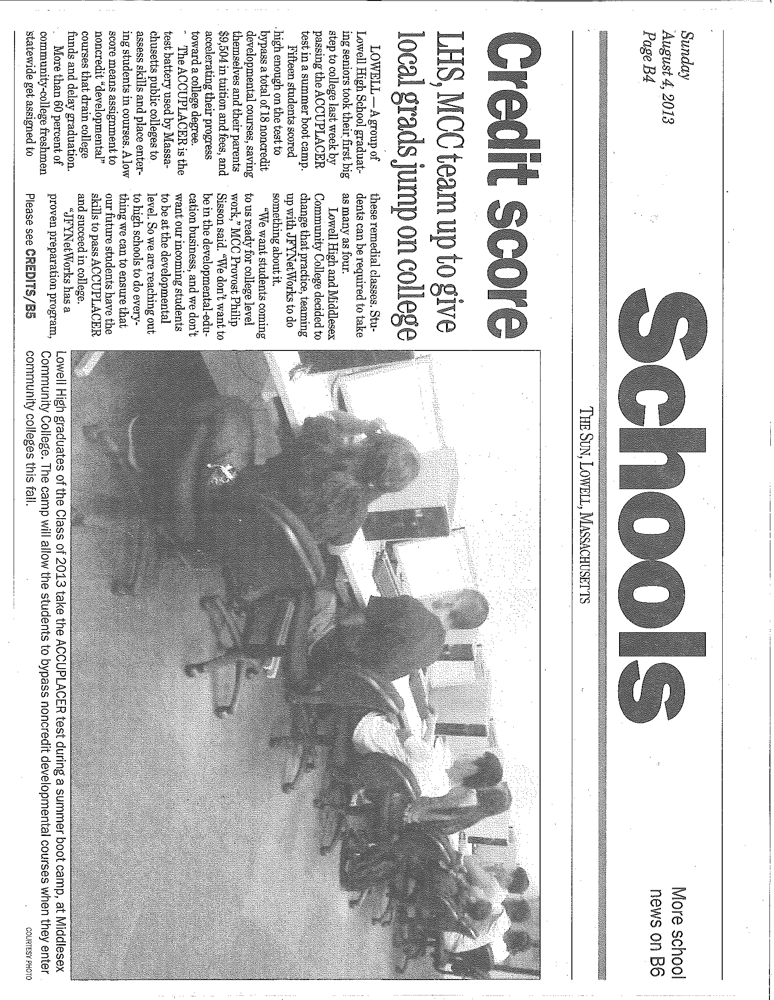 Sunday
August 4, 2013
Page B4
Schools
More school
news on B6
THE SUN, LOWELL, MASSACHUSETTS
Credit score
LHS, MCC team up to give
local grads jump on college
LOWELL — A group of
Lowell High School graduat-
ing seniors took their first big
step to college last week by
passing the ACCUPLACER
test in a summer boot camp.
Fifteen students scored
high enough on the test to
bypass a total of 18 noncredit
developmental courses, saving
themselves and their parents
$9,504 in tuition and fees, and
accelerating their progress
toward a college degree.
The ACCUPLACER is the
test battery used by Massa-
chusetts public colleges to
assess skills and place enter-
ing students in courses. A low
score means assignment to
noncredit “developmental”
courses that drain college
funds and delay graduation.
More than 60 percent of
community-college freshmen
statewide get assigned to
these remedial classes. Stu-
dents can be required to take
as many as four.
Lowell High and Middlesex
Community College decided to
change that practice, teaming
up with JFYNetWorks to do
something about it.
“We want students coming
to us ready for college level
work,” MCC Provost Philip
Sisson said. “We don’t want to
be in the developmental-edu-
cation business, and we don’t
want our incoming students
to be at the developmental
level. So we are reaching out
to high schools to do every-
thing we can to ensure that
our future students have the
skills to pass ACCUPLACER
and succeed in college.
“JFYNetWorks has a
proven preparation program,
Please see CREDITS/B5
Lowell High graduates of the Class of 2013 take the ACCUPLACER test during a summer boot camp, at Middlesex
Community College. The camp will allow the students to bypass noncredit developmental courses when they enter
community colleges this fall.
COURTESY PHOTO